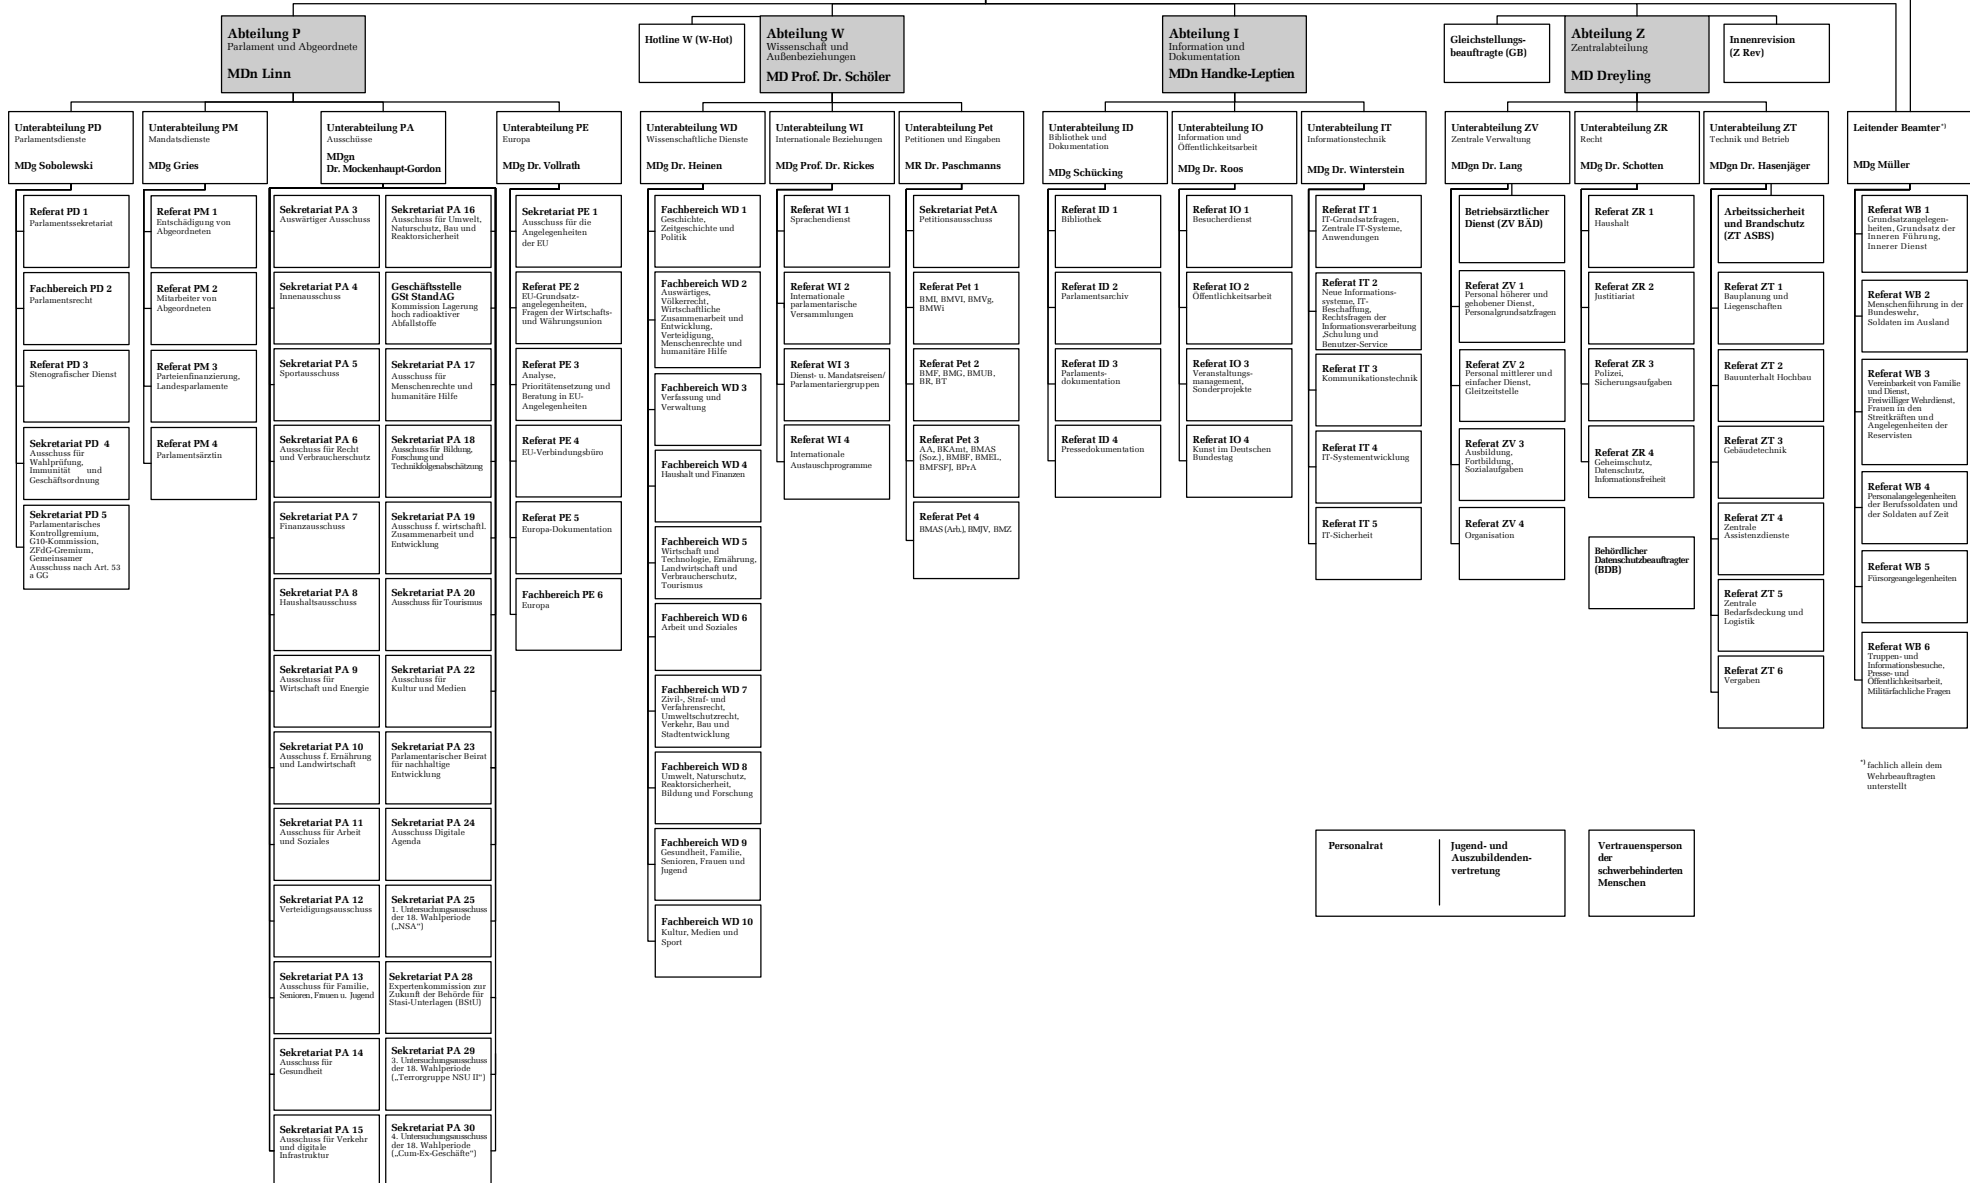 Abteilung P
Parlament und Abgeordnete
MDn Linn
Hotline W (W-Hot)
Abteilung W
Wissenschaft und
Außenbeziehungen
MD Prof. Dr. Schöler
Abteilung I
Information und
Dokumentation
MDn Handke-Leptien
Gleichstellungs-
beauftragte (GB)
Abteilung Z
Zentralabteilung
MD Dreyling
Innenrevision
(Z Rev)
Unterabteilung PD
Parlamentsdienste
MDg Sobolewski
Unterabteilung PM
Mandatsdienste
MDg Gries
Unterabteilung PA
Ausschüsse
MDgn
Dr. Mockenhaupt-Gordon
Unterabteilung PE
Europa
MDg Dr. Vollrath
Unterabteilung WD
Wissenschaftliche Dienste
MDg Dr. Heinen
Unterabteilung WI
Internationale Beziehungen
MDg Prof. Dr. Rickes
Unterabteilung Pet
Petitionen und Eingaben
MR Dr. Paschmanns
Unterabteilung ID
Bibliothek und
Dokumentation
MDg Schücking
Unterabteilung IO
Information und
Öffentlichkeitsarbeit
MDg Dr. Roos
Unterabteilung IT
Informationstechnik
MDg Dr. Winterstein
Unterabteilung ZV
Zentrale Verwaltung
MDgn Dr. Lang
Unterabteilung ZR
Recht
MDg Dr. Schotten
Unterabteilung ZT
Technik und Betrieb
MDgn Dr. Hasenjäger
Leitender Beamter*)
MDg Müller
Referat PD 1
Parlamentssekretariat
Fachbereich PD 2
Parlamentsrecht
Referat PD 3
Stenografischer Dienst
Sekretariat PD 4
Ausschuss für
Wahlprüfung,
Immunität und
Geschäftsordnung
Sekretariat PD 5
Parlamentarisches
Kontrollgremium,
G10-Kommission,
ZFdG-Gremium,
Gemeinsamer
Ausschuss nach Art. 53
a GG
Referat PM 1
Entschädigung von
Abgeordneten
Referat PM 2
Mitarbeiter von
Abgeordneten
Referat PM 3
Parteienfinanzierung,
Landesparlamente
Referat PM 4
Parlamentsärztin
Sekretariat PA 3
Auswärtiger Ausschuss
Sekretariat PA 4
Innenausschuss
Sekretariat PA 5
Sportausschuss
Sekretariat PA 6
Ausschuss für Recht
und Verbraucherschutz
Sekretariat PA 7
Finanzausschuss
Sekretariat PA 8
Haushaltsausschuss
Sekretariat PA 9
Ausschuss für
Wirtschaft und Energie
Sekretariat PA 10
Ausschuss f. Ernährung
und Landwirtschaft
Sekretariat PA 11
Ausschuss für Arbeit
und Soziales
Sekretariat PA 12
Verteidigungsausschuss
Sekretariat PA 13
Ausschuss für Familie,
Senioren, Frauen u. Jugend
Sekretariat PA 14
Ausschuss für
Gesundheit
Sekretariat PA 15
Ausschuss für Verkehr
und digitale
Infrastruktur
Sekretariat PA 16
Ausschuss für Umwelt,
Naturschutz, Bau und
Reaktorsicherheit
Geschäftsstelle
GSt StandAG
Kommission Lagerung
hoch radioaktiver
Abfallstoffe
Sekretariat PA 17
Ausschuss für
Menschenrechte und
humanitäre Hilfe
Sekretariat PA 18
Ausschuss für Bildung,
Forschung und
Technikfolgenabschätzung
Sekretariat PA 19
Ausschuss f. wirtschaftl.
Zusammenarbeit und
Entwicklung
Sekretariat PA 20
Ausschuss für Tourismus
Sekretariat PA 22
Ausschuss für
Kultur und Medien
Sekretariat PA 23
Parlamentarischer Beirat
für nachhaltige
Entwicklung
Sekretariat PA 24
Ausschuss Digitale
Agenda
Sekretariat PA 25
1. Untersuchungsausschuss
der 18. Wahlperiode
(„NSA“)
Sekretariat PA 28
Expertenkommission zur
Zukunft der Behörde für
Stasi-Unterlagen (BStU)
Sekretariat PA 29
3. Untersuchungsausschuss
der 18. Wahlperiode
(„Terrorgruppe NSU II“)
Sekretariat PA 30
4. Untersuchungsausschuss
der 18. Wahlperiode
(„Cum-Ex-Geschäfte“)
Sekretariat PE 1
Ausschuss für die
Angelegenheiten
der EU
Referat PE 2
EU-Grundsatz-
angelegenheiten,
Fragen der Wirtschafts-
und Währungsunion
Referat PE 3
Analyse,
Prioritätensetzung und
Beratung in EU-
Angelegenheiten
Referat PE 4
EU-Verbindungsbüro
Referat PE 5
Europa-Dokumentation
Fachbereich PE 6
Europa
Fachbereich WD 1
Geschichte,
Zeitgeschichte und
Politik
Fachbereich WD 2
Auswärtiges,
Völkerrecht,
Wirtschaftliche
Zusammenarbeit und
Entwicklung,
Verteidigung,
Menschenrechte und
humanitäre Hilfe
Fachbereich WD 3
Verfassung und
Verwaltung
Fachbereich WD 4
Haushalt und Finanzen
Fachbereich WD 5
Wirtschaft und
Technologie, Ernährung,
Landwirtschaft und
Verbraucherschutz,
Tourismus
Fachbereich WD 6
Arbeit und Soziales
Fachbereich WD 7
Zivil-, Straf- und
Verfahrensrecht,
Umweltschutzrecht,
Verkehr, Bau und
Stadtentwicklung
Fachbereich WD 8
Umwelt, Naturschutz,
Reaktorsicherheit,
Bildung und Forschung
Fachbereich WD 9
Gesundheit, Familie,
Senioren, Frauen und
Jugend
Fachbereich WD 10
Kultur, Medien und
Sport
Referat WI 1
Sprachendienst
Referat WI 2
Internationale
parlamentarische
Versammlungen
Referat WI 3
Dienst- u. Mandatsreisen/
Parlamentariergruppen
Referat WI 4
Internationale
Austauschprogramme
Sekretariat PetA
Petitionsausschuss
Referat Pet 1
BMI, BMVI, BMVg,
BMWi
Referat Pet 2
BMF, BMG, BMUB,
BR, BT
Referat Pet 3
AA, BKAmt, BMAS
(Soz.), BMBF, BMEL,
BMFSFJ, BPrA
Referat Pet 4
BMAS (Arb.), BMJV, BMZ
Referat ID 1
Bibliothek
Referat ID 2
Parlamentsarchiv
Referat ID 3
Parlaments-
dokumentation
Referat ID 4
Pressedokumentation
Referat IO 1
Besucherdienst
Referat IO 2
Öffentlichkeitsarbeit
Referat IO 3
Veranstaltungs-
management,
Sonderprojekte
Referat IO 4
Kunst im Deutschen
Bundestag
Referat IT 1
IT-Grundsatzfragen,
Zentrale IT-Systeme,
Anwendungen
Referat IT 2
Neue Informations-
systeme, IT-
Beschaffung,
Rechtsfragen der
Informationsverarbeitung
,Schulung und
Benutzer-Service
Referat IT 3
Kommunikationstechnik
Referat IT 4
IT-Systementwicklung
Referat IT 5
IT-Sicherheit
Betriebsärztlicher
Dienst (ZV BÄD)
Referat ZV 1
Personal höherer und
gehobener Dienst,
Personalgrundsatzfragen
Referat ZV 2
Personal mittlerer und
einfacher Dienst,
Gleitzeitstelle
Referat ZV 3
Ausbildung,
Fortbildung,
Sozialaufgaben
Referat ZV 4
Organisation
Referat ZR 1
Haushalt
Referat ZR 2
Justitiariat
Referat ZR 3
Polizei,
Sicherungsaufgaben
Referat ZR 4
Geheimschutz,
Datenschutz,
Informationsfreiheit
Behördlicher
Datenschutzbeauftragter
(BDB)
Arbeitssicherheit
und Brandschutz
(ZT ASBS)
Referat ZT 1
Bauplanung und
Liegenschaften
Referat ZT 2
Bauunterhalt Hochbau
Referat ZT 3
Gebäudetechnik
Referat ZT 4
Zentrale
Assistenzdienste
Referat ZT 5
Zentrale
Bedarfsdeckung und
Logistik
Referat ZT 6
Vergaben
Referat WB 1
Grundsatzangelegen-
heiten, Grundsatz der
Inneren Führung,
Innerer Dienst
Referat WB 2
Menschenführung in der
Bundeswehr,
Soldaten im Ausland
Referat WB 3
Vereinbarkeit von Familie
und Dienst,
Freiwilliger Wehrdienst,
Frauen in den
Streitkräften und
Angelegenheiten der
Reservisten
Referat WB 4
Personalangelegenheiten
der Berufssoldaten und
der Soldaten auf Zeit
Referat WB 5
Fürsorgeangelegenheiten
Referat WB 6
Truppen- und
Informationsbesuche,
Presse- und
Öffentlichkeitsarbeit,
Militärfachliche Fragen
*) fachlich allein dem
Wehrbeauftragten
unterstellt
Personalrat
Jugend- und
Auszubildenden-
vertretung
Vertrauensperson
der
schwerbehinderten
Menschen